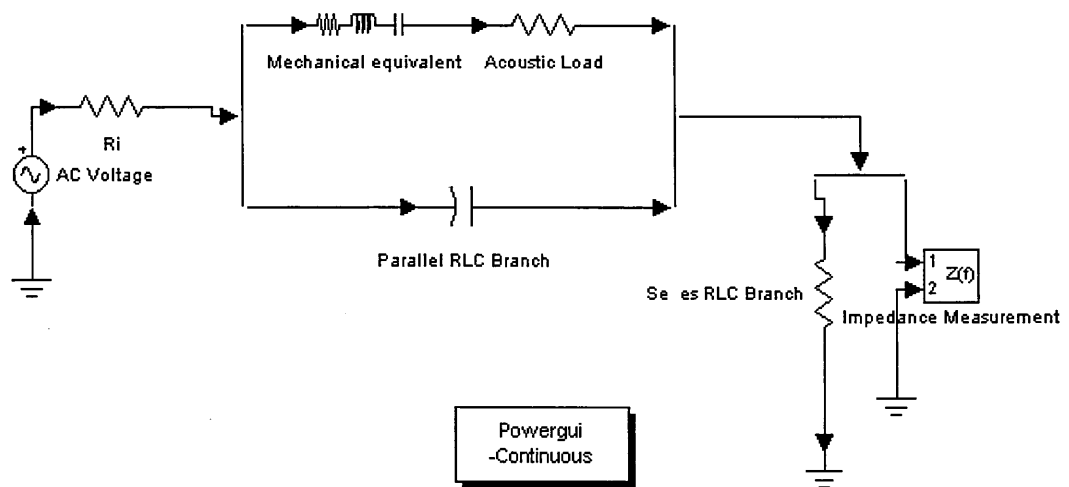 Mechanical equivalent
Acoustic Load
Ri
+
AC Voltage
Parallel RLC Branch
Se es RLC Branch
1
2
Z(f)
Impedance Measurement
Powergui
-Continuous